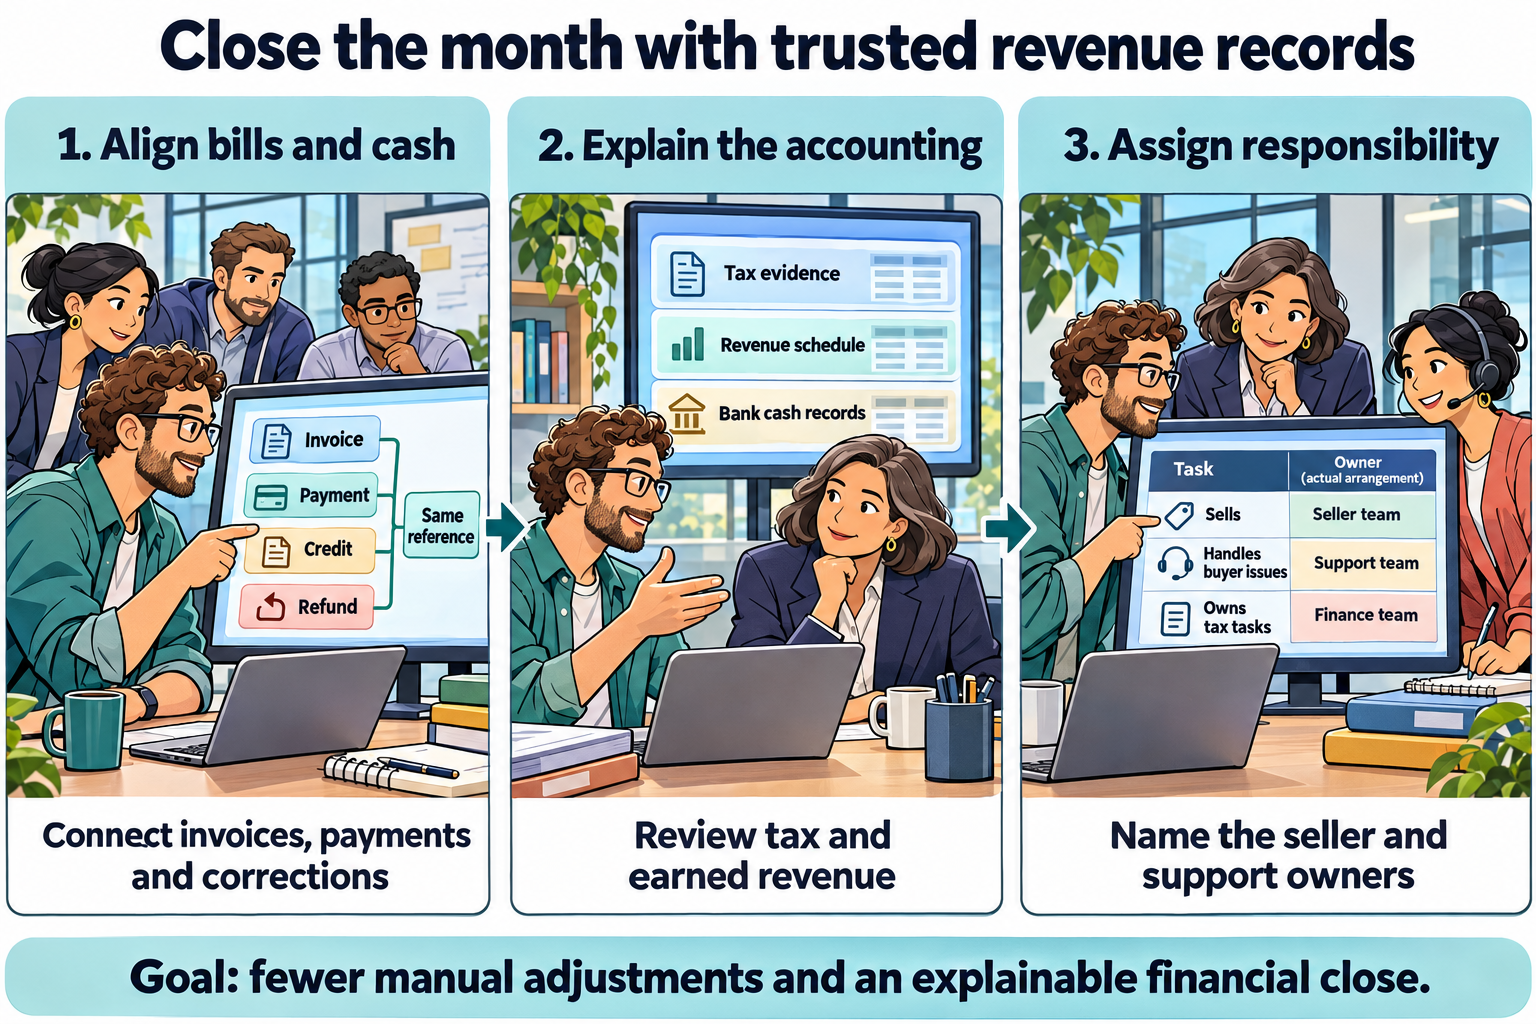 Close the month with trusted revenue records
1. Align bills and cash
Invoice
Payment
Credit
Refund
Same
reference
Connect invoices, payments
and corrections
2. Explain the accounting
Tax evidence
Revenue schedule
Bank cash records
Review tax and
earned revenue
3. Assign responsibility
Task
Owner
(actual arrangement)
Sells
Seller team
Handles
buyer issues
Support team
Owns
tax tasks
Finance team
Name the seller and
support owners
Goal: fewer manual adjustments and an explainable financial close.